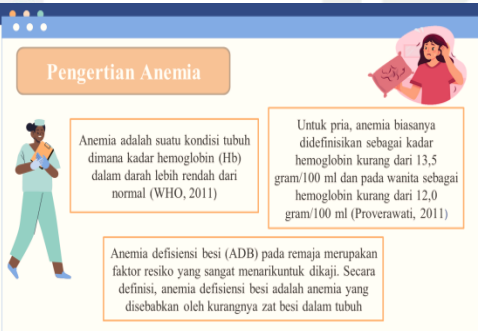 Pengertian Anemia
Anemia adalah suatu kondisi tubuh
dimana kadar hemoglobin (Hb)
dalam darah lebih rendah dari
normal (WHO, 2011)
Untuk pria, anemia biasanya
didefinisikan sebagai kadar
hemoglobin kurang dari 13,5
gram/100 ml dan pada wanita sebagai
hemoglobin kurang dari 12,0
gram/100 ml (Proverawati, 2011)
Anemia defisiensi besi (ADB) pada remaja merupakan
faktor resiko yang sangat menarikuntuk dikaji. Secara
definisi, anemia defisiensi besi adalah anemia yang
disebabkan oleh kurangnya zat besi dalam tubuh